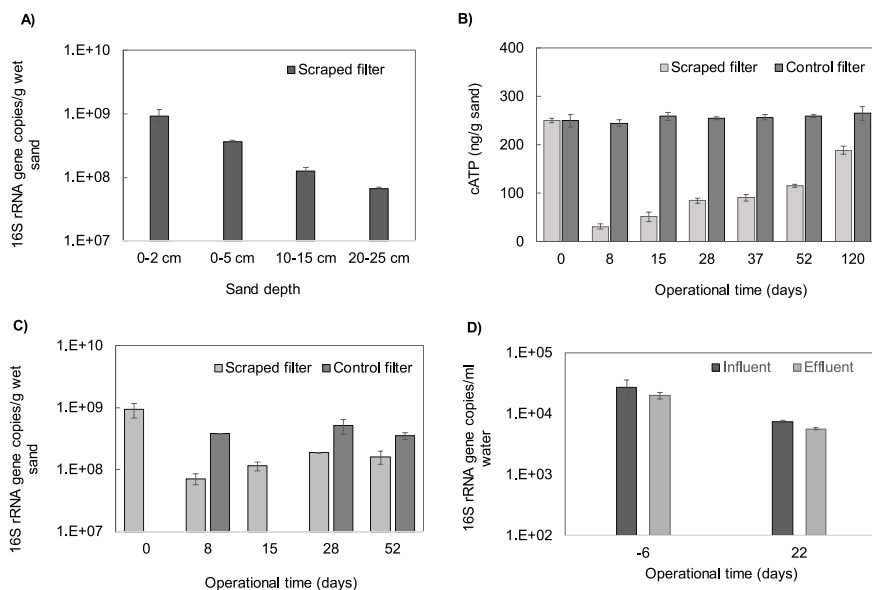 A)
1.E+10
1.E+09
1.E+08
1.E+07
16S rRNA gene copies/g wet
sand
Scraped filter
0-2 cm 0-5 cm 10-15 cm 20-25 cm
Sand depth
B)
400
300
200
100
0
cATP (ng/g sand)
Scraped filter Control filter
0 8 15 28 37 52 120
Operational time (days)
C)
1.E+10
1.E+09
1.E+08
1.E+07
16S rRNA gene copies/g wet
sand
Scraped filter Control filter
0 8 15 28 52
Operational time (days)
D)
1.E+05
1.E+04
1.E+03
1.E+02
16S rRNA gene copies/ml
water
Influent Effluent
-6 22
Operational time (days)